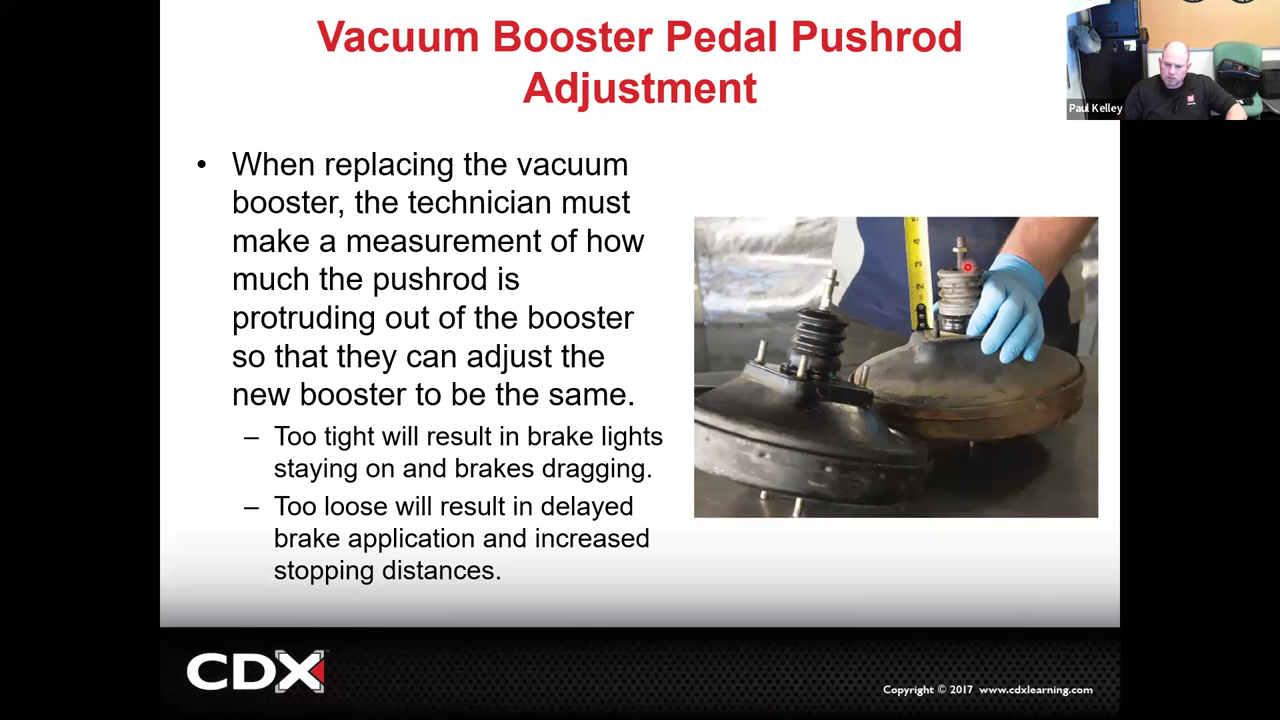 Vacuum Booster Pedal Pushrod
Adjustment
Paul Kelley
• When replacing the vacuum
booster, the technician must
make a measurement of how
much the pushrod is
protruding out of the booster
so that they can adjust the
new booster to be the same.
– Too tight will result in brake lights
staying on and brakes dragging.
– Too loose will result in delayed
brake application and increased
stopping distances.
4
3
2
CDX
Copyright © 2017 www.cdxlearning.com